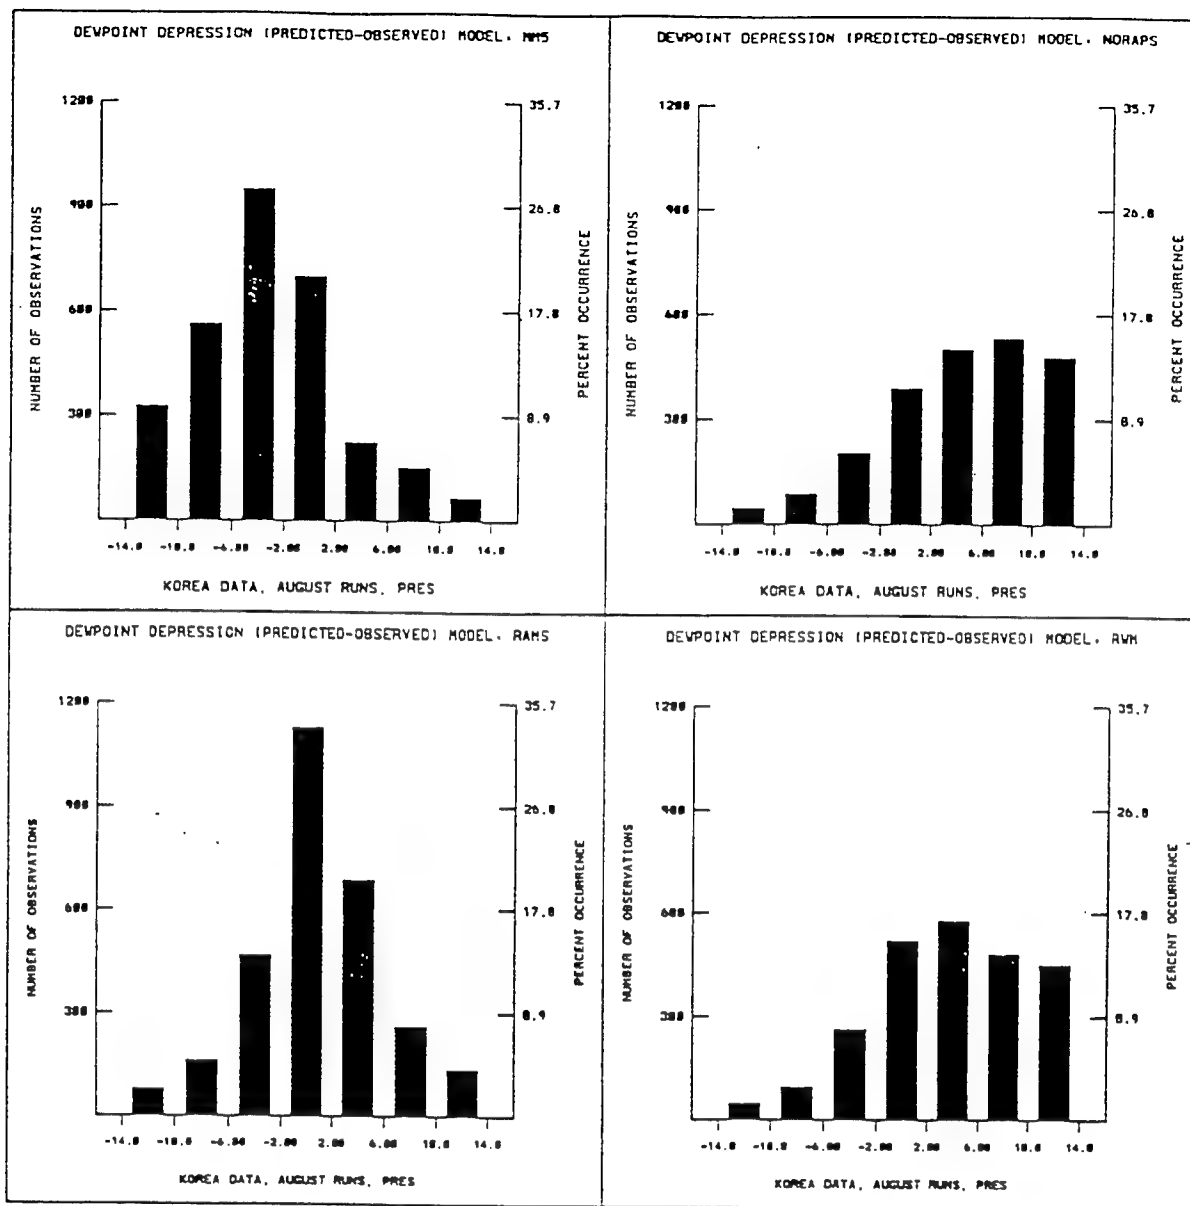 DEWPOINT DEPRESSION (PREDICTED-OBSERVED) MODEL. MM5
1200
900
600
300
NUMBER OF OBSERVATIONS
35.7
26.8
17.8
8.9
PERCENT OCCURRENCE
-14.0 -10.0 -6.00 -2.00 2.00 6.00 10.0 14.0
KOREA DATA, AUGUST RUNS, PRES
DEWPOINT DEPRESSION (PREDICTED-OBSERVED) MODEL. NORAPS
1200
900
600
300
NUMBER OF OBSERVATIONS
35.7
26.8
17.8
8.9
PERCENT OCCURRENCE
-14.0 -10.0 -6.00 -2.00 2.00 6.00 10.0 14.0
KOREA DATA, AUGUST RUNS, PRES
DEWPOINT DEPRESSION (PREDICTED-OBSERVED) MODEL. RAMS
1200
900
600
300
NUMBER OF OBSERVATIONS
35.7
26.8
17.8
8.9
PERCENT OCCURRENCE
-14.0 -10.0 -6.00 -2.00 2.00 6.00 10.0 14.0
KOREA DATA, AUGUST RUNS, PRES
DEWPOINT DEPRESSION (PREDICTED-OBSERVED) MODEL. RWM
1200
900
600
300
NUMBER OF OBSERVATIONS
35.7
26.8
17.8
8.9
PERCENT OCCURRENCE
-14.0 -10.0 -6.00 -2.00 2.00 6.00 10.0 14.0
KOREA DATA, AUGUST RUNS, PRES